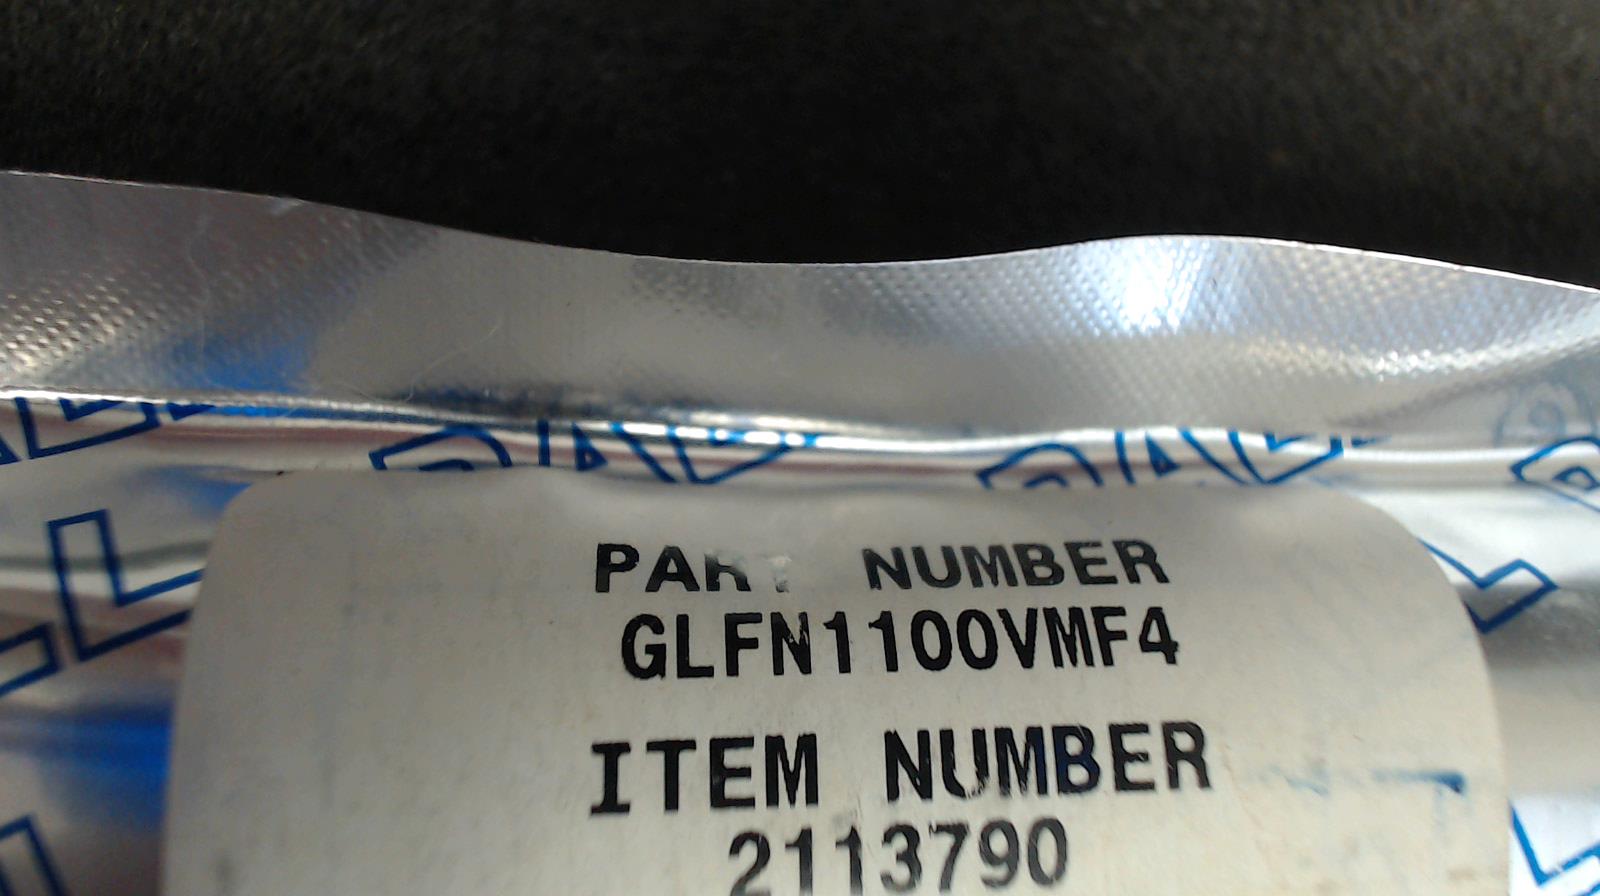 PART NUMBER
GLFN1100VMF4
ITEM NUMBER
2113790